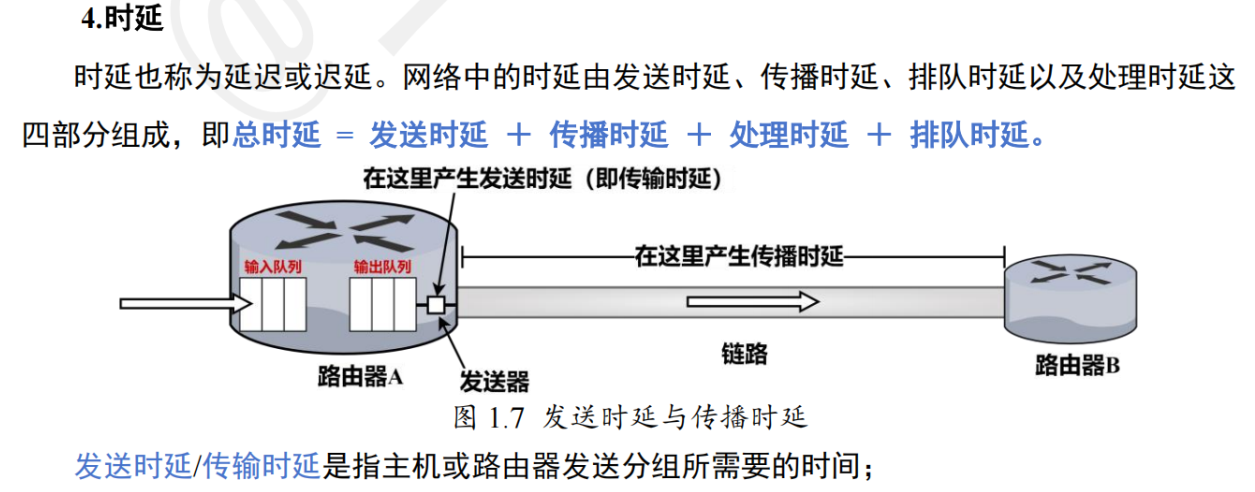 4.时延
时延也称为延迟或迟延。网络中的时延由发送时延、传播时延、排队时延以及处理时延这
四部分组成，即总时延 = 发送时延 ＋ 传播时延 ＋ 处理时延 ＋ 排队时延。
在这里产生发送时延（即传输时延）
在这里产生传播时延
输入队列 输出队列
链路
路由器A 发送器 路由器B
图 1.7 发送时延与传播时延
发送时延/传输时延是指主机或路由器发送分组所需要的时间；